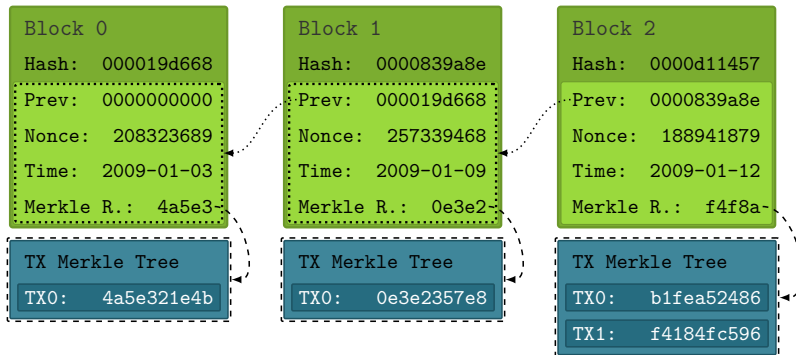 Block 0
Hash: 000019d668
Prev: 0000000000
Nonce: 208323689
Time: 2009-01-03
Merkle R.: 4a5e3
TX Merkle Tree
TX0: 4a5e321e4b
Block 1
Hash: 0000839a8e
Prev: 000019d668
Nonce: 257339468
Time: 2009-01-09
Merkle R.: 0e3e2
TX Merkle Tree
TX0: 0e3e2357e8
Block 2
Hash: 0000d11457
Prev: 0000839a8e
Nonce: 188941879
Time: 2009-01-12
Merkle R.: f4f8a
TX Merkle Tree
TX0: b1fea52486
TX1: f4184fc596